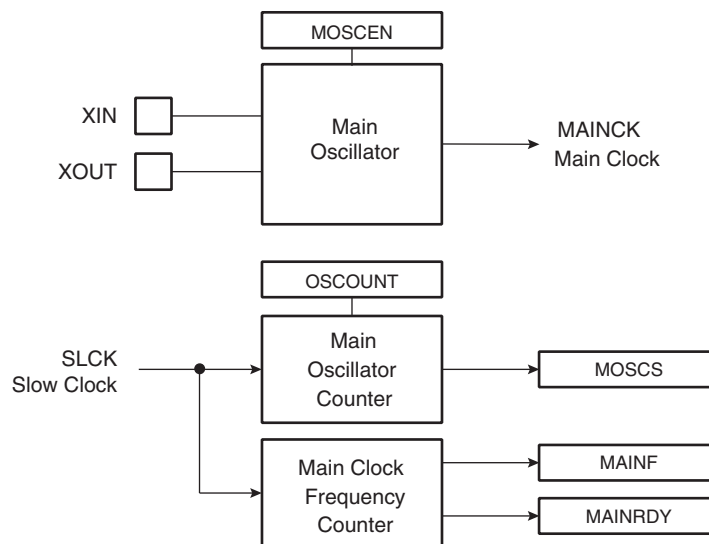 MOSCEN
XIN
XOUT
Main
Oscillator
MAINCK
Main Clock
OSCOUNT
SLCK
Slow Clock
Main
Oscillator
Counter
MOSCS
Main Clock
Frequency
Counter
MAINF
MAINRDY